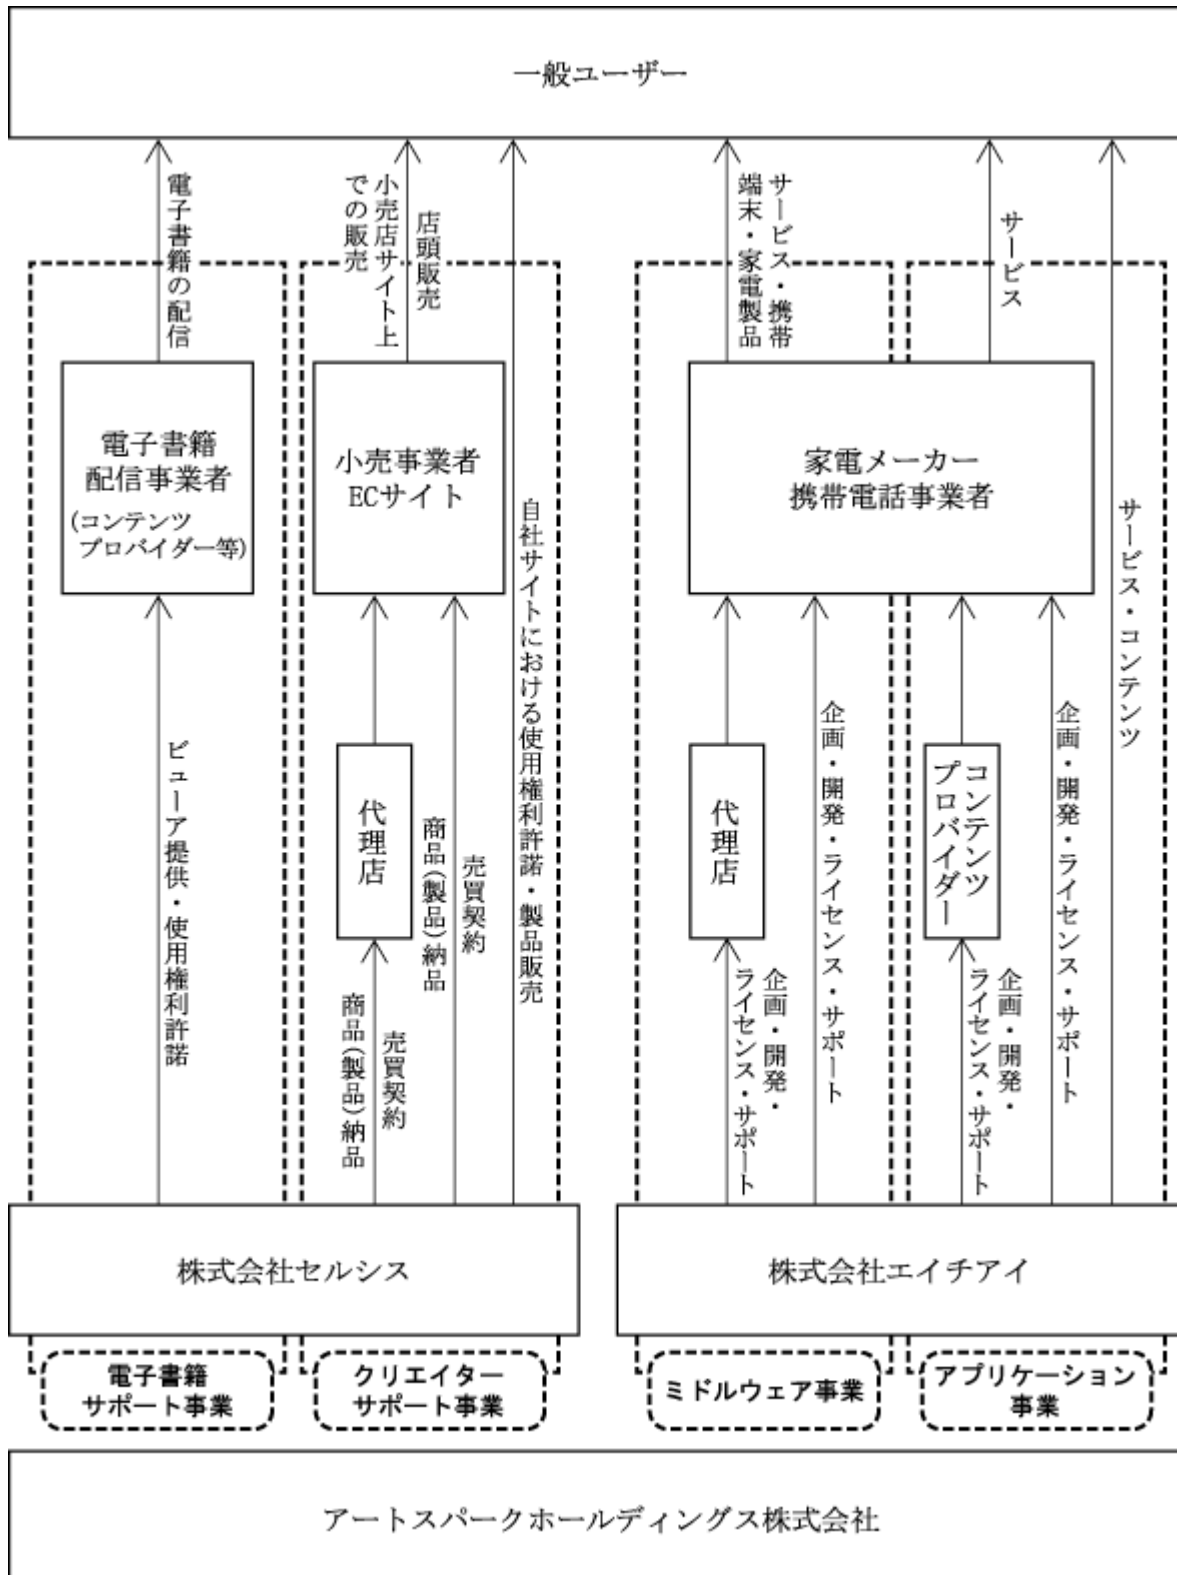 一般ユーザー
電子書籍の配信
小売店サイト上
での販売
店頭販売
サービス・携帯
端末・家電製品
サービス
電子書籍
配信事業者
(コンテンツ
プロバイダー等)
小売事業者
ECサイト
自社サイトにおける使用権利許諾・製品販売
家電メーカー
携帯電話事業者
サービス・コンテンツ
ビューア提供・使用権利許諾
代理店
売買契約
商品(製品)納品
売買契約
商品(製品)納品
代理店
企画・開発・ライセンス・サポート
コンテンツ
プロバイダー
企画・開発・ライセンス・サポート
企画・開発・
ライセンス・サポート
企画・開発・
ライセンス・サポート
株式会社セルシス
株式会社エイチアイ
電子書籍
サポート事業
クリエイター
サポート事業
ミドルウェア事業
アプリケーション
事業
アートスパークホールディングス株式会社